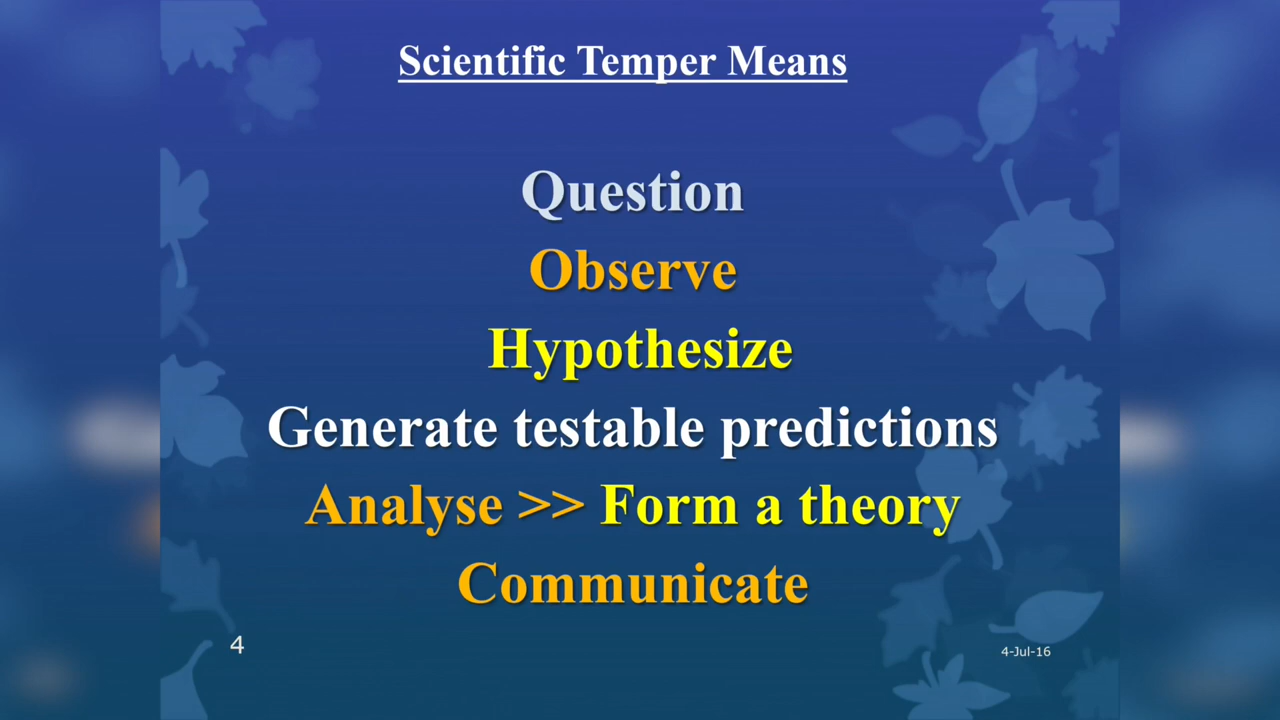 Scientific Temper Means
Question
Observe
Hypothesize
Generate testable predictions
Analyse >> Form a theory
Communicate
4
4-Jul-16